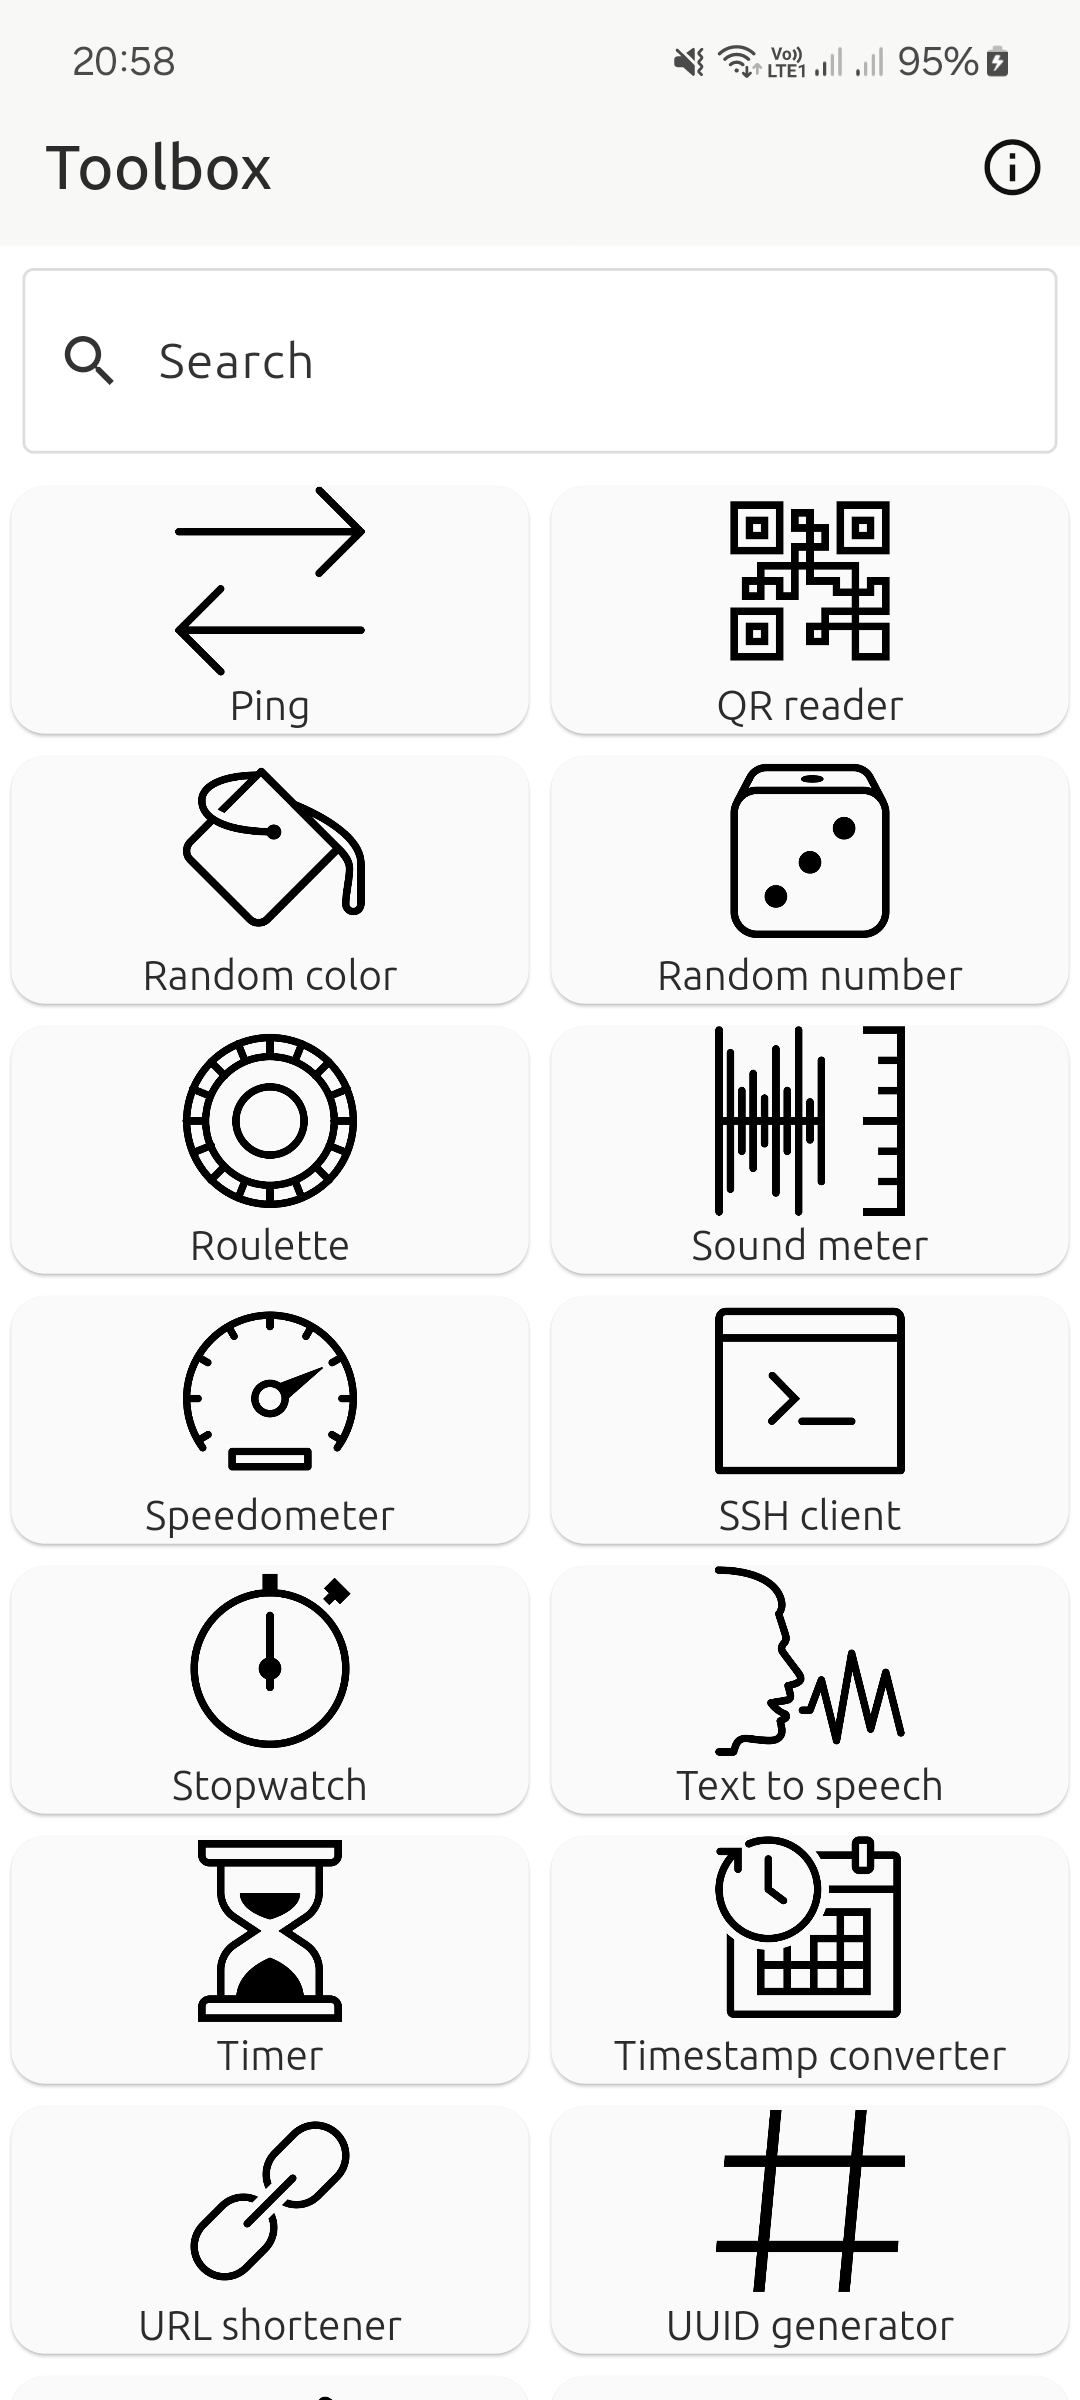 20:58
Vo)) LTE1
95%
Toolbox
Search
Ping
QR reader
Random color
Random number
Roulette
Sound meter
Speedometer
SSH client
Stopwatch
Text to speech
Timer
Timestamp converter
URL shortener
UUID generator